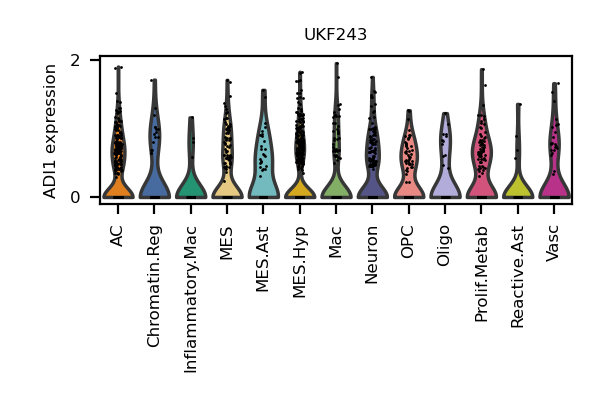 UKF243
ADI1 expression
2
0
AC
Chromatin.Reg
Inflammatory.Mac
MES
MES.Ast
MES.Hyp
Mac
Neuron
OPC
Oligo
Prolif.Metab
Reactive.Ast
Vasc